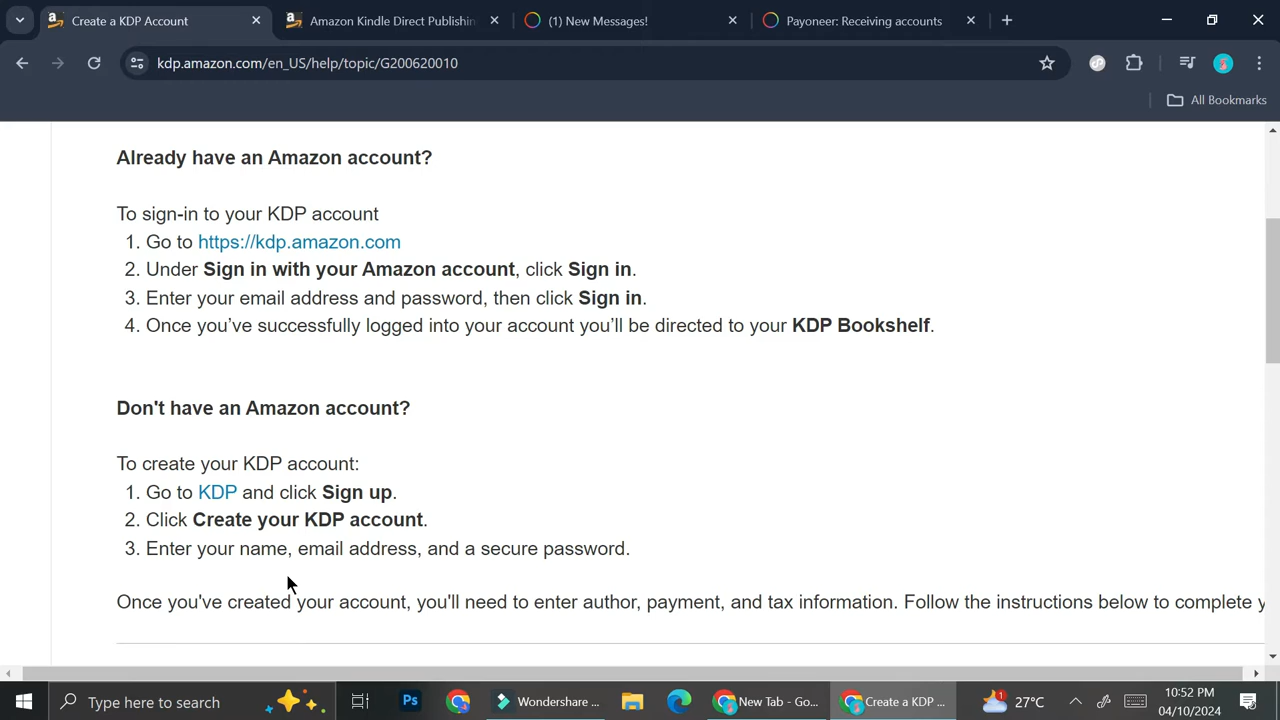 Create a KDP Account
Amazon Kindle Direct Publishin
(1) New Messages!
Payoneer: Receiving accounts
kdp.amazon.com/en_US/help/topic/G200620010
All Bookmarks
Already have an Amazon account?
To sign-in to your KDP account
1. Go to https://kdp.amazon.com
2. Under Sign in with your Amazon account, click Sign in.
3. Enter your email address and password, then click Sign in.
4. Once you’ve successfully logged into your account you’ll be directed to your KDP Bookshelf.
Don't have an Amazon account?
To create your KDP account:
1. Go to KDP and click Sign up.
2. Click Create your KDP account.
3. Enter your name, email address, and a secure password.
Once you've created your account, you'll need to enter author, payment, and tax information. Follow the instructions below to complete y
Type here to search
Ps
Wondershare ...
New Tab - Go...
Create a KDP ...
1
27°C
10:52 PM
04/10/2024